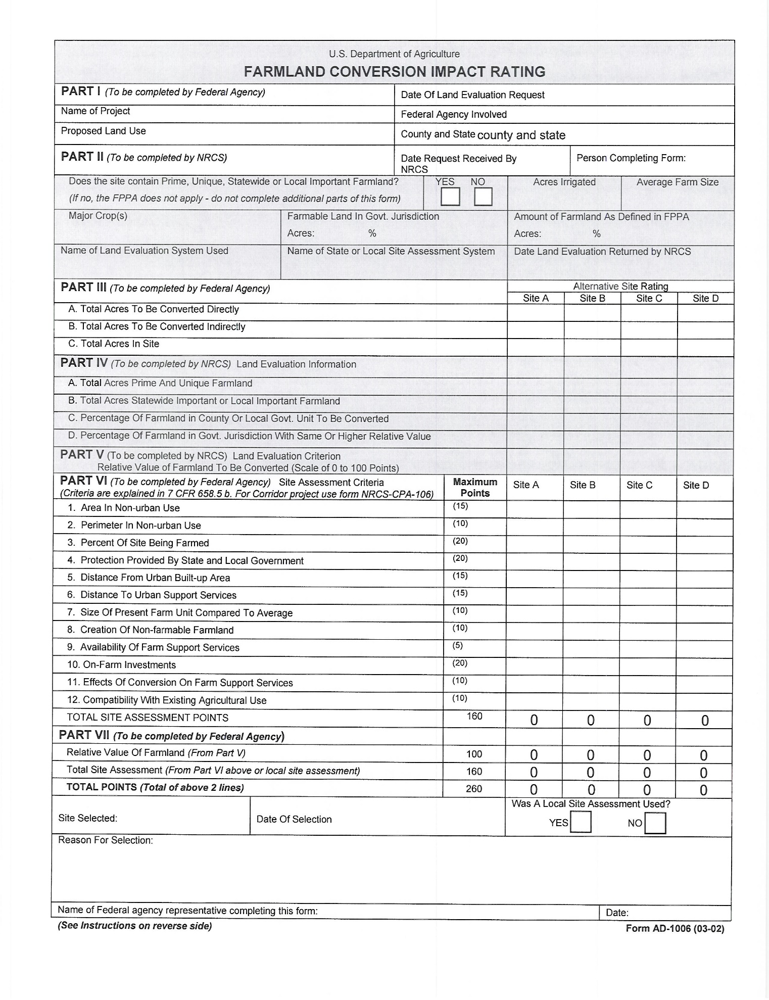 U.S. Department of Agriculture
FARMLAND CONVERSION IMPACT RATING
PART I (To be completed by Federal Agency)
Date Of Land Evaluation Request
Name of Project
Federal Agency Involved
Proposed Land Use
County and State county and state
PART II (To be completed by NRCS)
Date Request Received By
NRCS
Person Completing Form:
Does the site contain Prime, Unique, Statewide or Local Important Farmland?
(If no, the FPPA does not apply - do not complete additional parts of this form)
YES NO
Acres Irrigated
Average Farm Size
Major Crop(s)
Farmable Land In Govt. Jurisdiction
Acres: %
Amount of Farmland As Defined in FPPA
Acres: %
Name of Land Evaluation System Used
Name of State or Local Site Assessment System
Date Land Evaluation Returned by NRCS
PART III (To be completed by Federal Agency)
Alternative Site Rating
Site A Site B Site C Site D
A. Total Acres To Be Converted Directly
B. Total Acres To Be Converted Indirectly
C. Total Acres In Site
PART IV (To be completed by NRCS) Land Evaluation Information
A. Total Acres Prime And Unique Farmland
B. Total Acres Statewide Important or Local Important Farmland
C. Percentage Of Farmland in County Or Local Govt. Unit To Be Converted
D. Percentage Of Farmland in Govt. Jurisdiction With Same Or Higher Relative Value
PART V (To be completed by NRCS) Land Evaluation Criterion
Relative Value of Farmland To Be Converted (Scale of 0 to 100 Points)
PART VI (To be completed by Federal Agency) Site Assessment Criteria
(Criteria are explained in 7 CFR 658.5 b. For Corridor project use form NRCS-CPA-106)
Maximum
Points
Site A Site B Site C Site D
1. Area In Non-urban Use (15)
2. Perimeter In Non-urban Use (10)
3. Percent Of Site Being Farmed (20)
4. Protection Provided By State and Local Government (20)
5. Distance From Urban Built-up Area (15)
6. Distance To Urban Support Services (15)
7. Size Of Present Farm Unit Compared To Average (10)
8. Creation Of Non-farmable Farmland (10)
9. Availability Of Farm Support Services (5)
10. On-Farm Investments (20)
11. Effects Of Conversion On Farm Support Services (10)
12. Compatibility With Existing Agricultural Use (10)
TOTAL SITE ASSESSMENT POINTS 160 0 0 0 0
PART VII (To be completed by Federal Agency)
Relative Value Of Farmland (From Part V) 100 0 0 0 0
Total Site Assessment (From Part VI above or local site assessment) 160 0 0 0 0
TOTAL POINTS (Total of above 2 lines) 260 0 0 0 0
Site Selected:
Date Of Selection
Was A Local Site Assessment Used?
YES NO
Reason For Selection:
Name of Federal agency representative completing this form:
Date:
(See Instructions on reverse side)
Form AD-1006 (03-02)